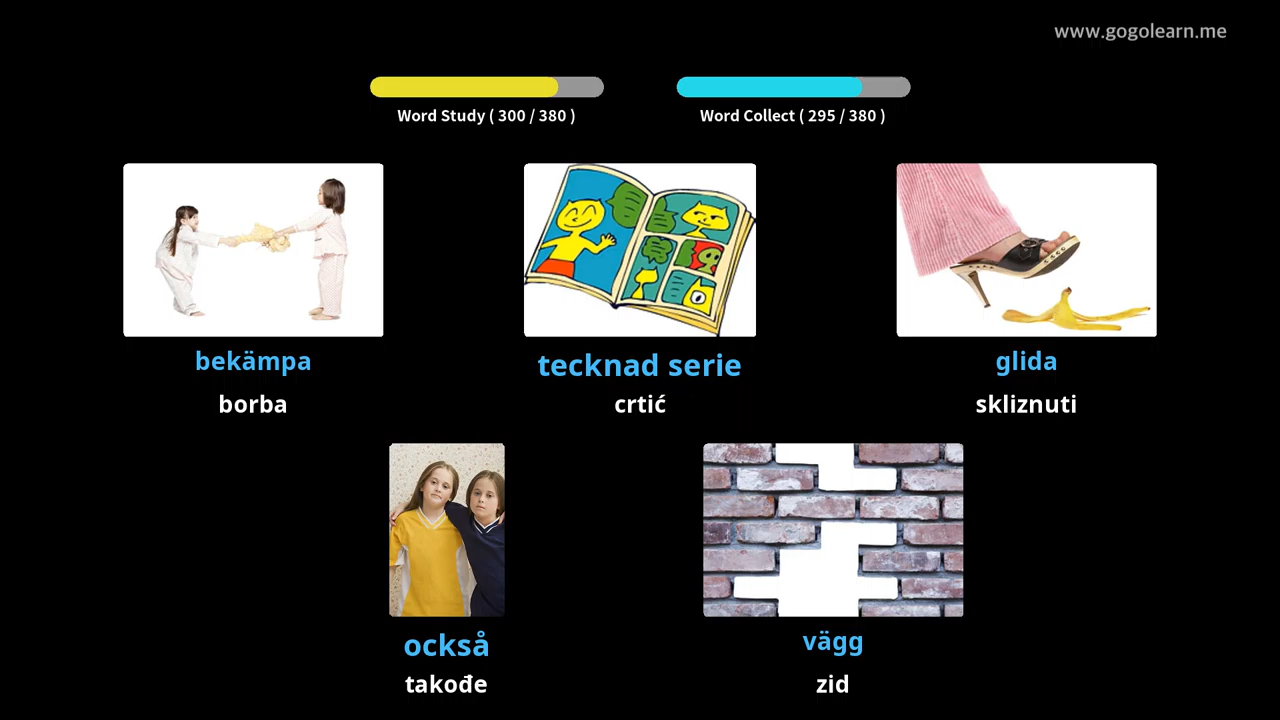 www.gogolearn.me
Word Study ( 300 / 380 )
Word Collect ( 295 / 380 )
bekämpa
borba
tecknad serie
crtić
glida
skliznuti
också
takođe
vägg
zid